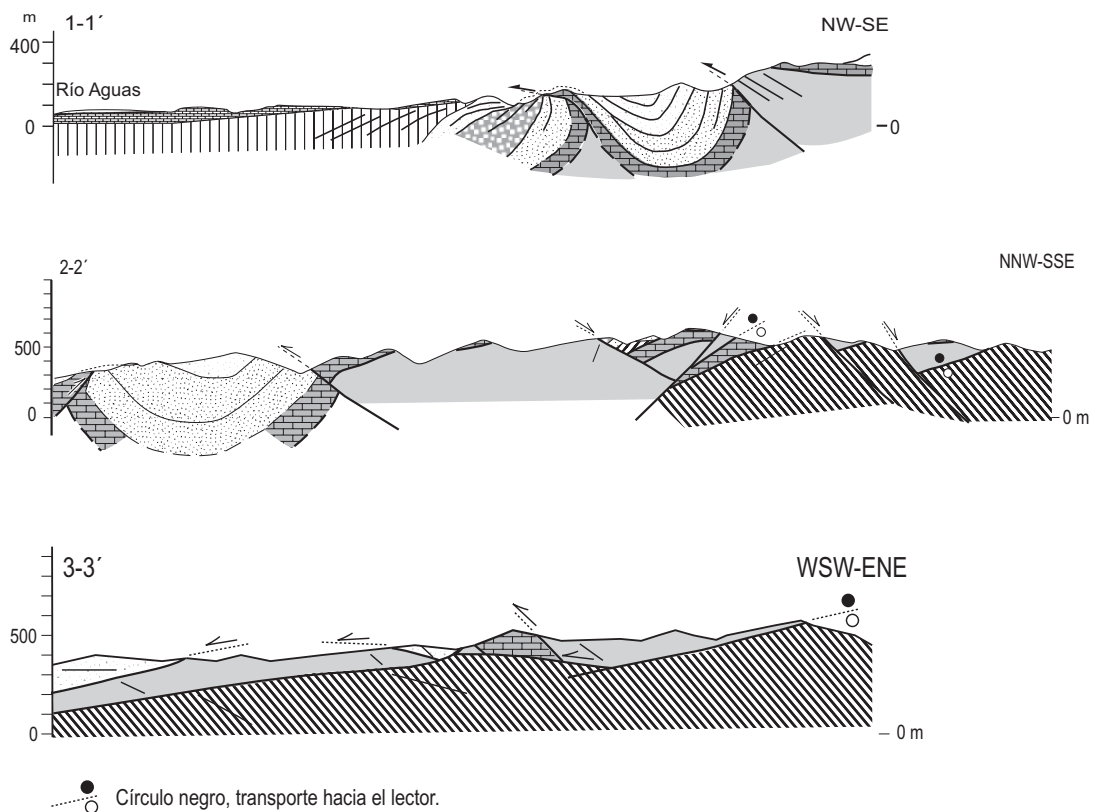 m
1-1´
NW-SE
400
Río Aguas
0
0
2-2´
NNW-SSE
500
0
0 m
3-3´
WSW-ENE
500
0
0 m
Círculo negro, transporte hacia el lector.